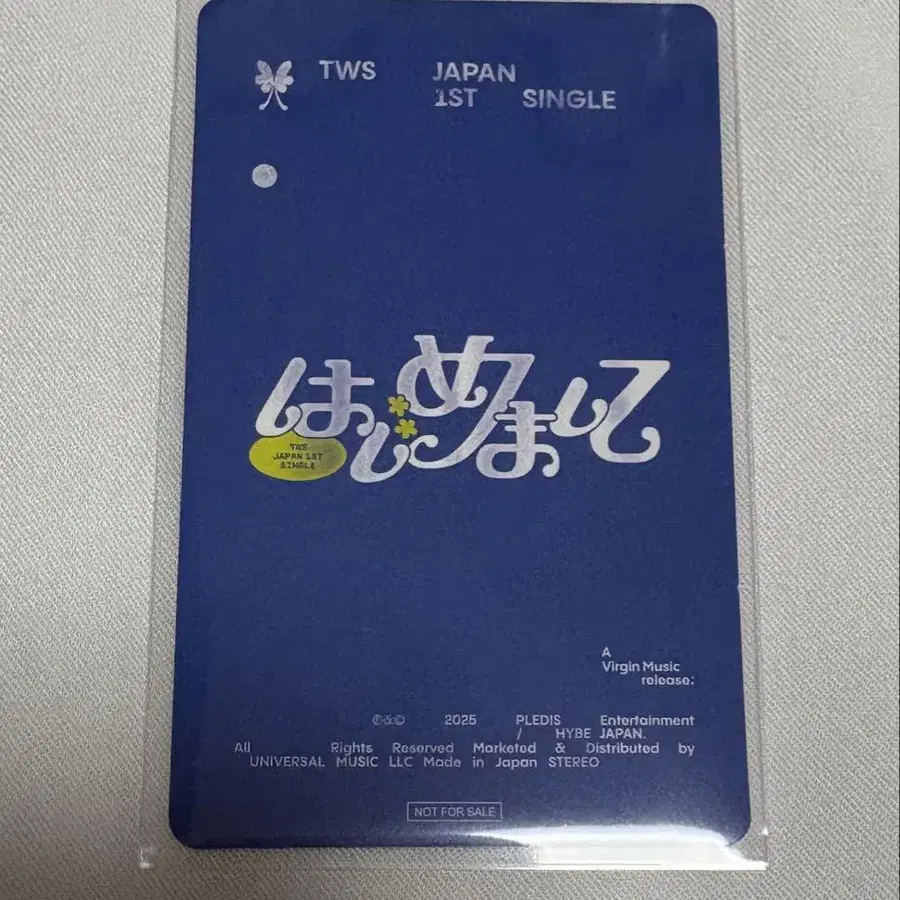 TWS JAPAN
1ST SINGLE
はじめまして
TWS
JAPAN 1ST
SINGLE
A
Virgin Music
release:
℗&© 2025 PLEDIS Entertainment
/ HYBE JAPAN.
All Rights Reserved Marketed & Distributed by
UNIVERSAL MUSIC LLC Made in Japan STEREO
NOT FOR SALE